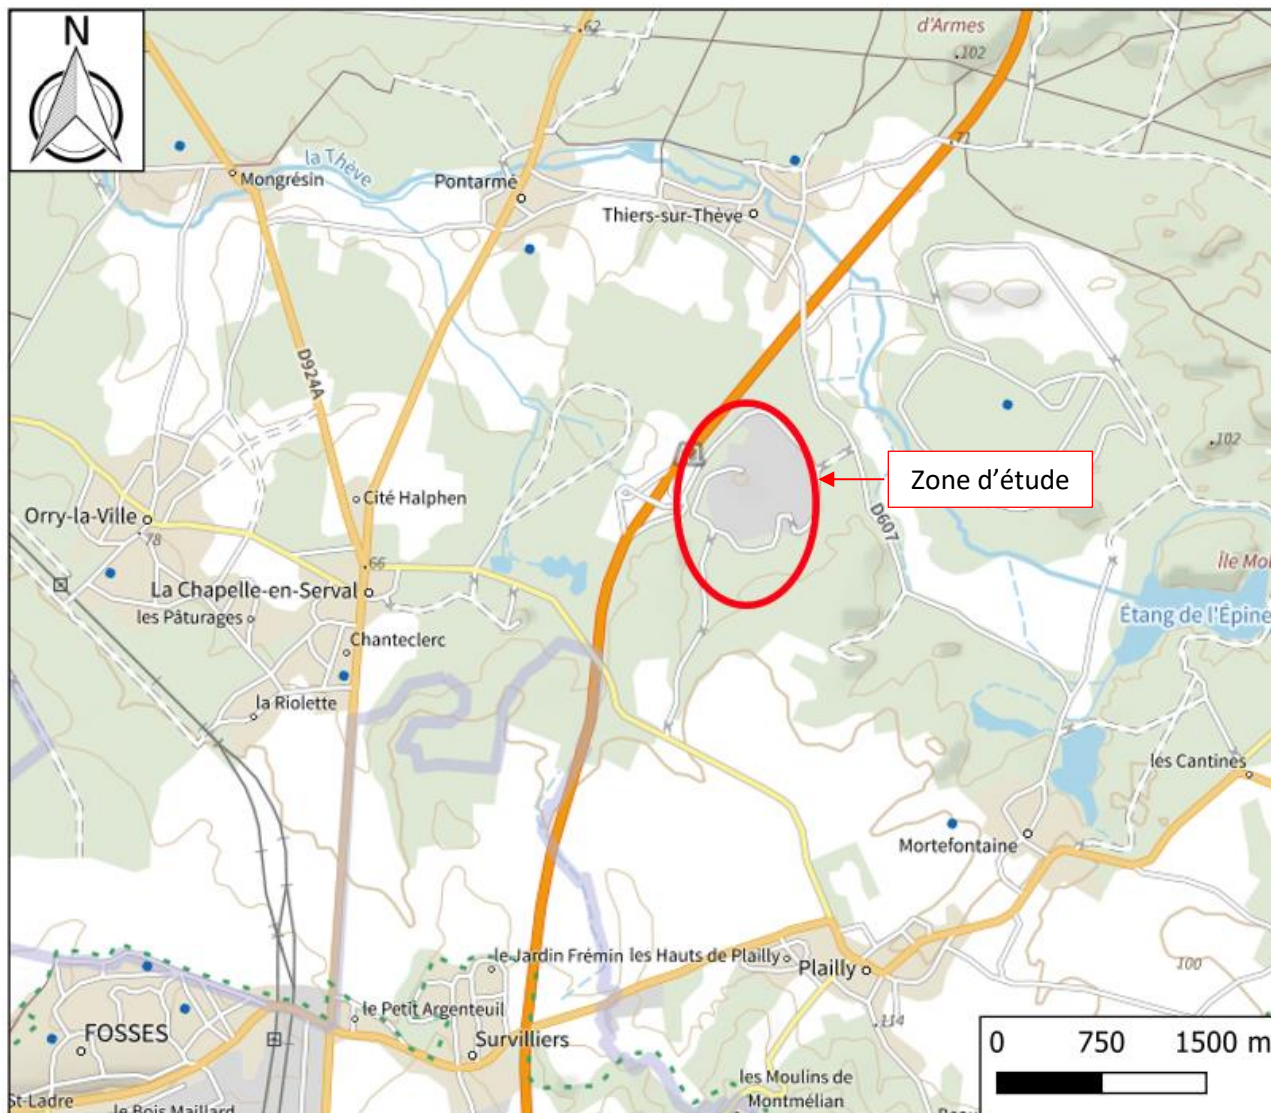 N
62
d'Armes
102
71
la Thève
Mongrésin
Pontarmé
Thiers-sur-Thève
D924A
102
Zone d'étude
Cité Halphen
Orry-la-Ville
78
D607
66
Île Mol
La Chapelle-en-Serval
les Pâturages
Étang de l'Épine
Chanteclerc
la Riolette
les Cantines
Mortefontaine
le Jardin Frémin
les Hauts de Plailly
Plailly
100
le Petit Argenteuil
114
FOSSES
Survilliers
0 750 1500 m
les Moulins de
Montmélian
St-Ladre
le Bois Maillard